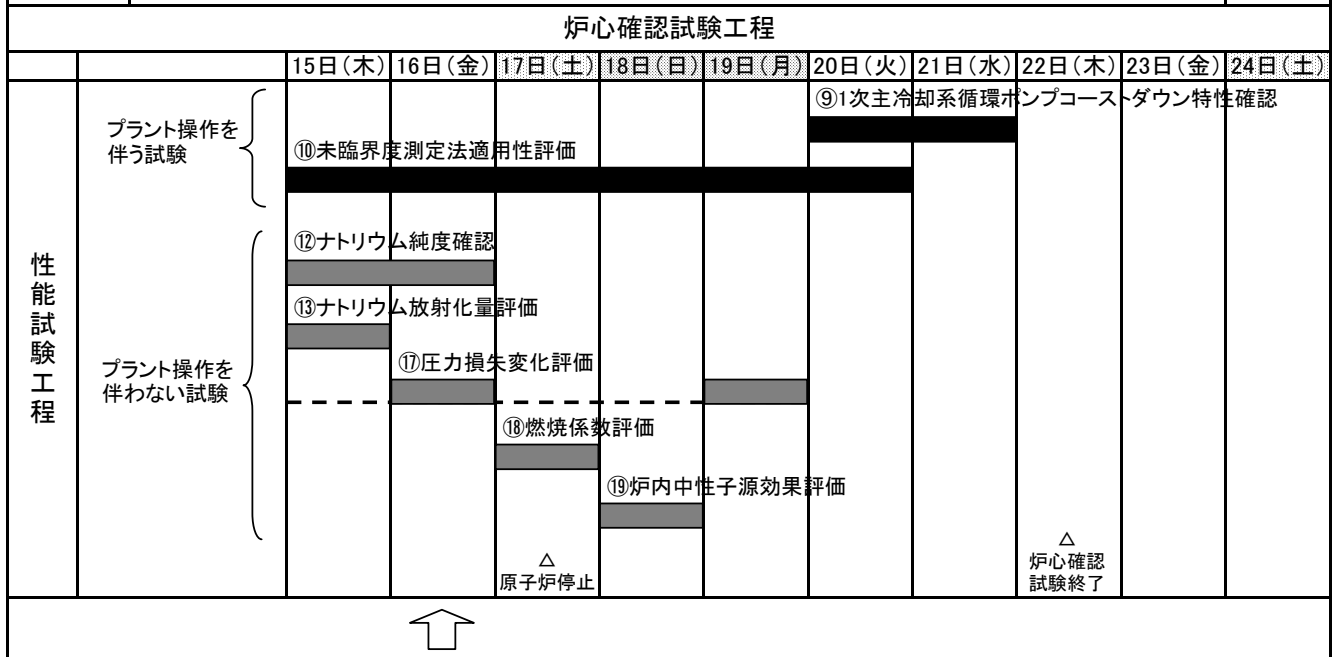 炉心確認試験工程
15日(木) 16日(金) 17日(土) 18日(日) 19日(月) 20日(火) 21日(水) 22日(木) 23日(金) 24日(土)
性能試験工程
プラント操作を
伴う試験
⑨1次主冷却系循環ポンプコーストダウン特性確認
⑩未臨界度測定法適用性評価
プラント操作を
伴わない試験
⑫ナトリウム純度確認
⑬ナトリウム放射化量評価
⑰圧力損失変化評価
⑱燃焼係数評価
⑲炉内中性子源効果評価
△
原子炉停止
△
炉心確認
試験終了